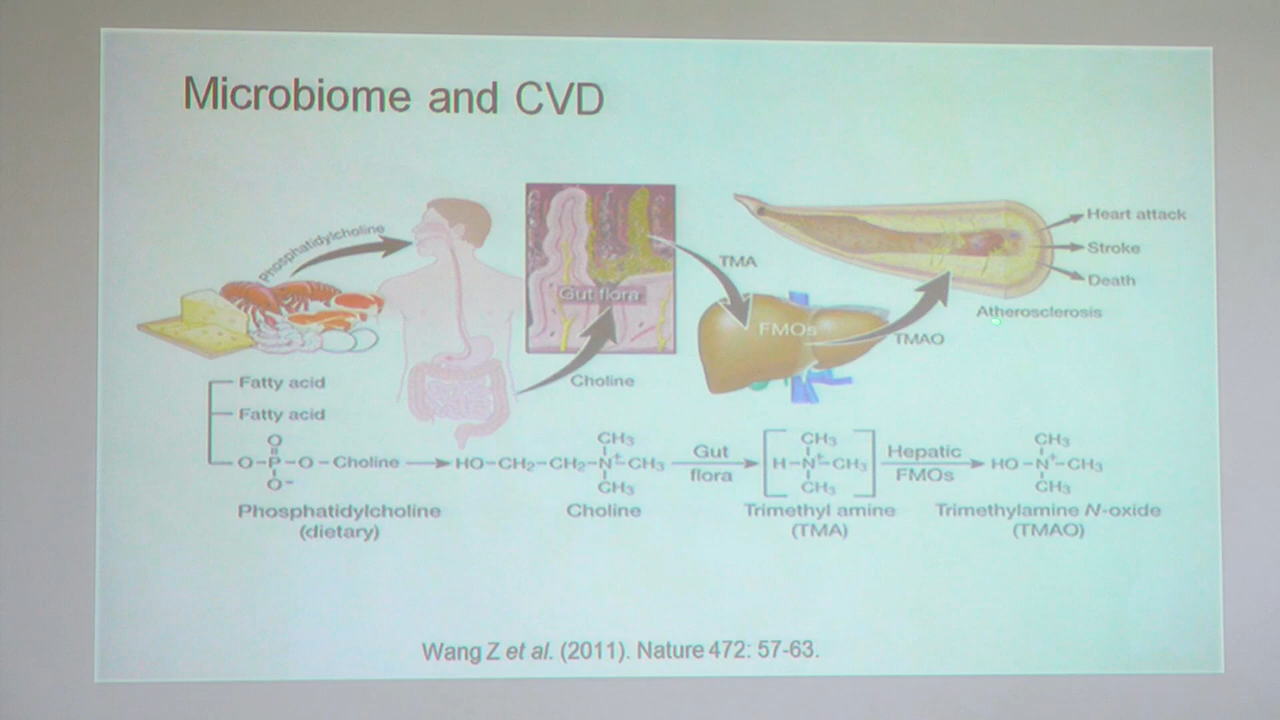 Microbiome and CVD
Phosphatidylcholine
Gut flora
Choline
TMA
FMOs
TMAO
Heart attack
Stroke
Death
Atherosclerosis
Fatty acid
Fatty acid
O
O–P–O–Choline
O–
Phosphatidylcholine
(dietary)
CH3
HO–CH2–CH2–N+–CH3
CH3
Choline
Gut
flora
CH3
H–N+–CH3
CH3
Trimethyl amine
(TMA)
Hepatic
FMOs
CH3
HO–N+–CH3
CH3
Trimethylamine N-oxide
(TMAO)
Wang Z et al. (2011). Nature 472: 57-63.